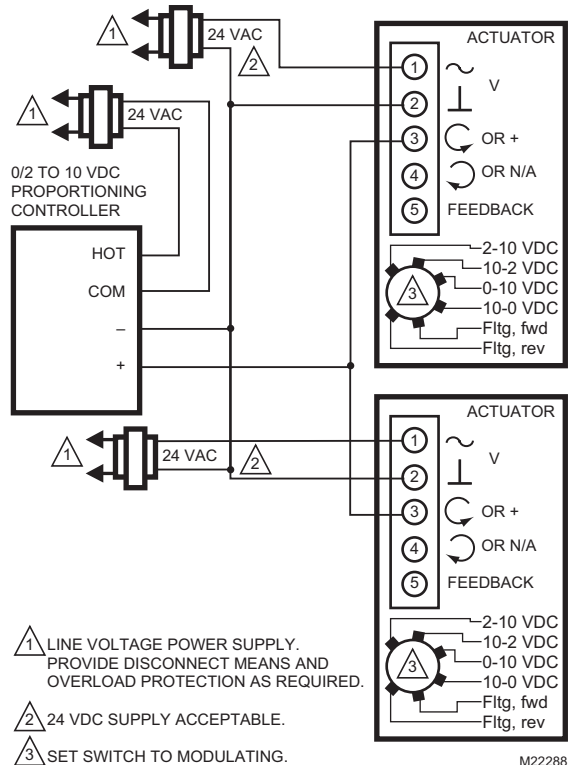 1
24 VAC
2
1
24 VAC
0/2 TO 10 VDC
PROPORTIONING
CONTROLLER
HOT
COM
–
+
ACTUATOR
1
V
2
3 OR +
4 OR N/A
5 FEEDBACK
3
2-10 VDC
10-2 VDC
0-10 VDC
10-0 VDC
Fltg, fwd
Fltg, rev
1
24 VAC
2
ACTUATOR
1
V
2
3 OR +
4 OR N/A
5 FEEDBACK
3
2-10 VDC
10-2 VDC
0-10 VDC
10-0 VDC
Fltg, fwd
Fltg, rev
1 LINE VOLTAGE POWER SUPPLY.
PROVIDE DISCONNECT MEANS AND
OVERLOAD PROTECTION AS REQUIRED.
2 24 VDC SUPPLY ACCEPTABLE.
3 SET SWITCH TO MODULATING.
M22288